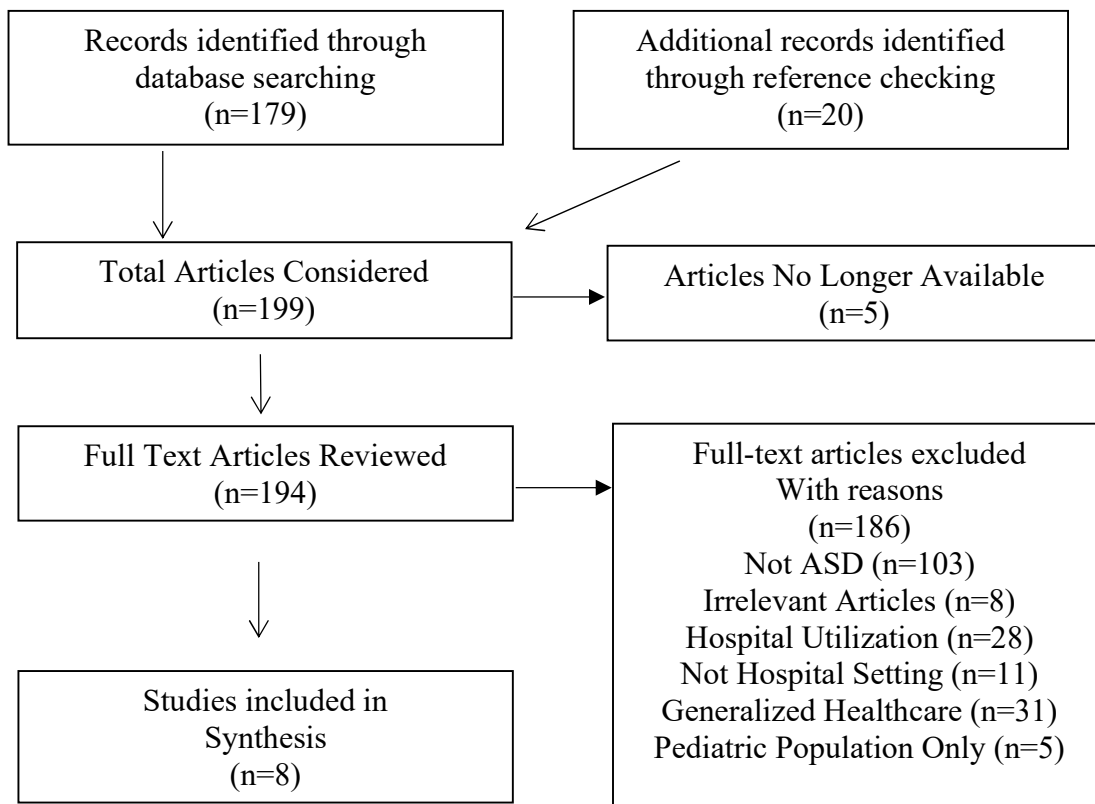 Records identified through
database searching
(n=179)
Additional records identified
through reference checking
(n=20)
Total Articles Considered
(n=199)
Articles No Longer Available
(n=5)
Full Text Articles Reviewed
(n=194)
Full-text articles excluded
With reasons
(n=186)
Not ASD (n=103)
Irrelevant Articles (n=8)
Hospital Utilization (n=28)
Not Hospital Setting (n=11)
Generalized Healthcare (n=31)
Pediatric Population Only (n=5)
Studies included in
Synthesis
(n=8)